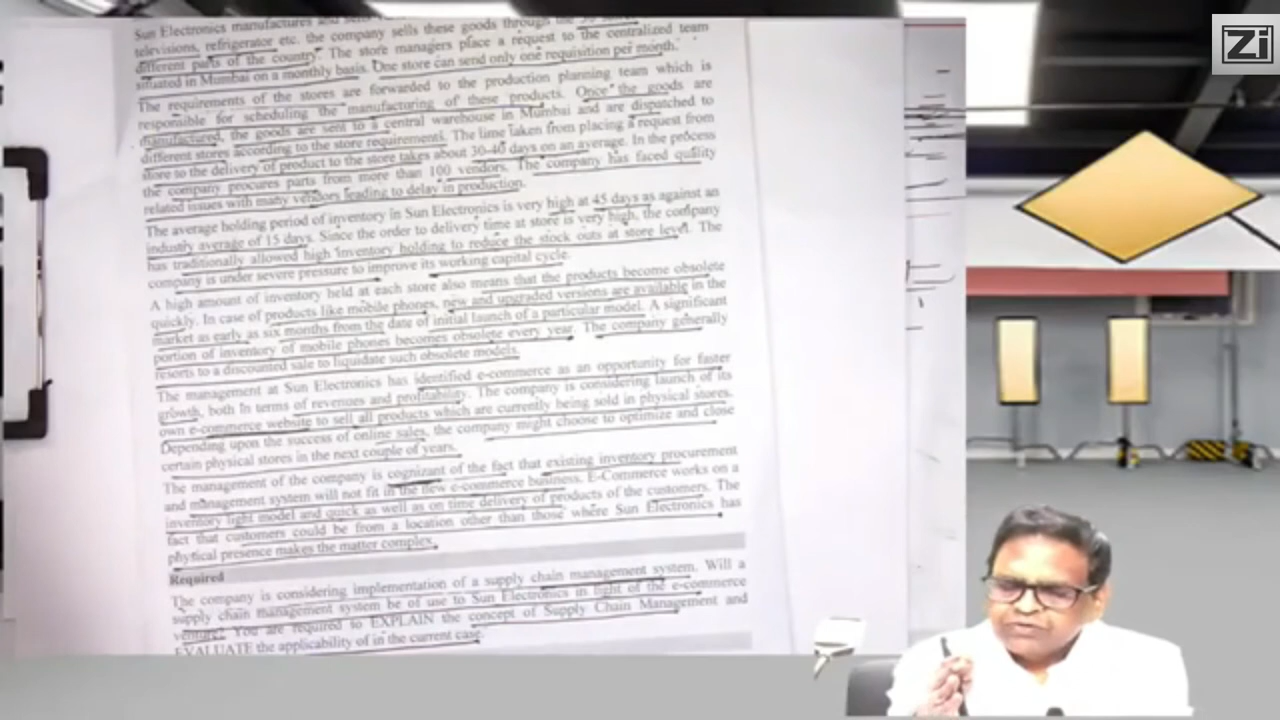 Zi
Sun Electronics manufactures and sells
televisions, refrigerator etc. the company sells these goods through the
different parts of the country. The store managers place a request to the centralized team
situated in Mumbai on a monthly basis. One store can send only one requisition per month.
The requirements of the stores are forwarded to the production planning team which is
responsible for scheduling the manufacturing of these products. Once the goods are
manufactured, the goods are sent to a central warehouse in Mumbai and are dispatched to
different stores according to the store requirements. The time taken from placing a request from
store to the delivery of product to the store takes about 30-40 days on an average. In the process
the company procures parts from more than 100 vendors. The company has faced quality
related issues with many vendors leading to delay in production.
The average holding period of inventory in Sun Electronics is very high at 45 days as against an
industry average of 15 days. Since the order to delivery time at store is very high, the company
has traditionally allowed high inventory holding to reduce the stock outs at store level. The
company is under severe pressure to improve its working capital cycle.
A high amount of inventory held at each store also means that the products become obsolete
quickly. In case of products like mobile phones, new and upgraded versions are available in the
market as early as six months from the date of initial launch of a particular model. A significant
portion of inventory of mobile phones becomes obsolete every year. The company generally
resorts to a discounted sale to liquidate such obsolete models.
The management at Sun Electronics has identified e-commerce as an opportunity for faster
growth, both In terms of revenues and profitability. The company is considering launch of its
own e-commerce website to sell all products which are currently being sold in physical stores.
Depending upon the success of online sales, the company might choose to optimize and close
certain physical stores in the next couple of years.
The management of the company is cognizant of the fact that existing inventory procurement
and management system will not fit in the new e-commerce business. E-Commerce works on a
inventory light model and quick as well as on time delivery of products of the customers. The
fact that customers could be from a location other than those where Sun Electronics has
physical presence makes the matter complex.
Required
The company is considering implementation of a supply chain management system. Will a
supply chain management system be of use to Sun Electronics in light of the e-commerce
venture? You are required to EXPLAIN the concept of Supply Chain Management and
EVALUATE the applicability of in the current case.